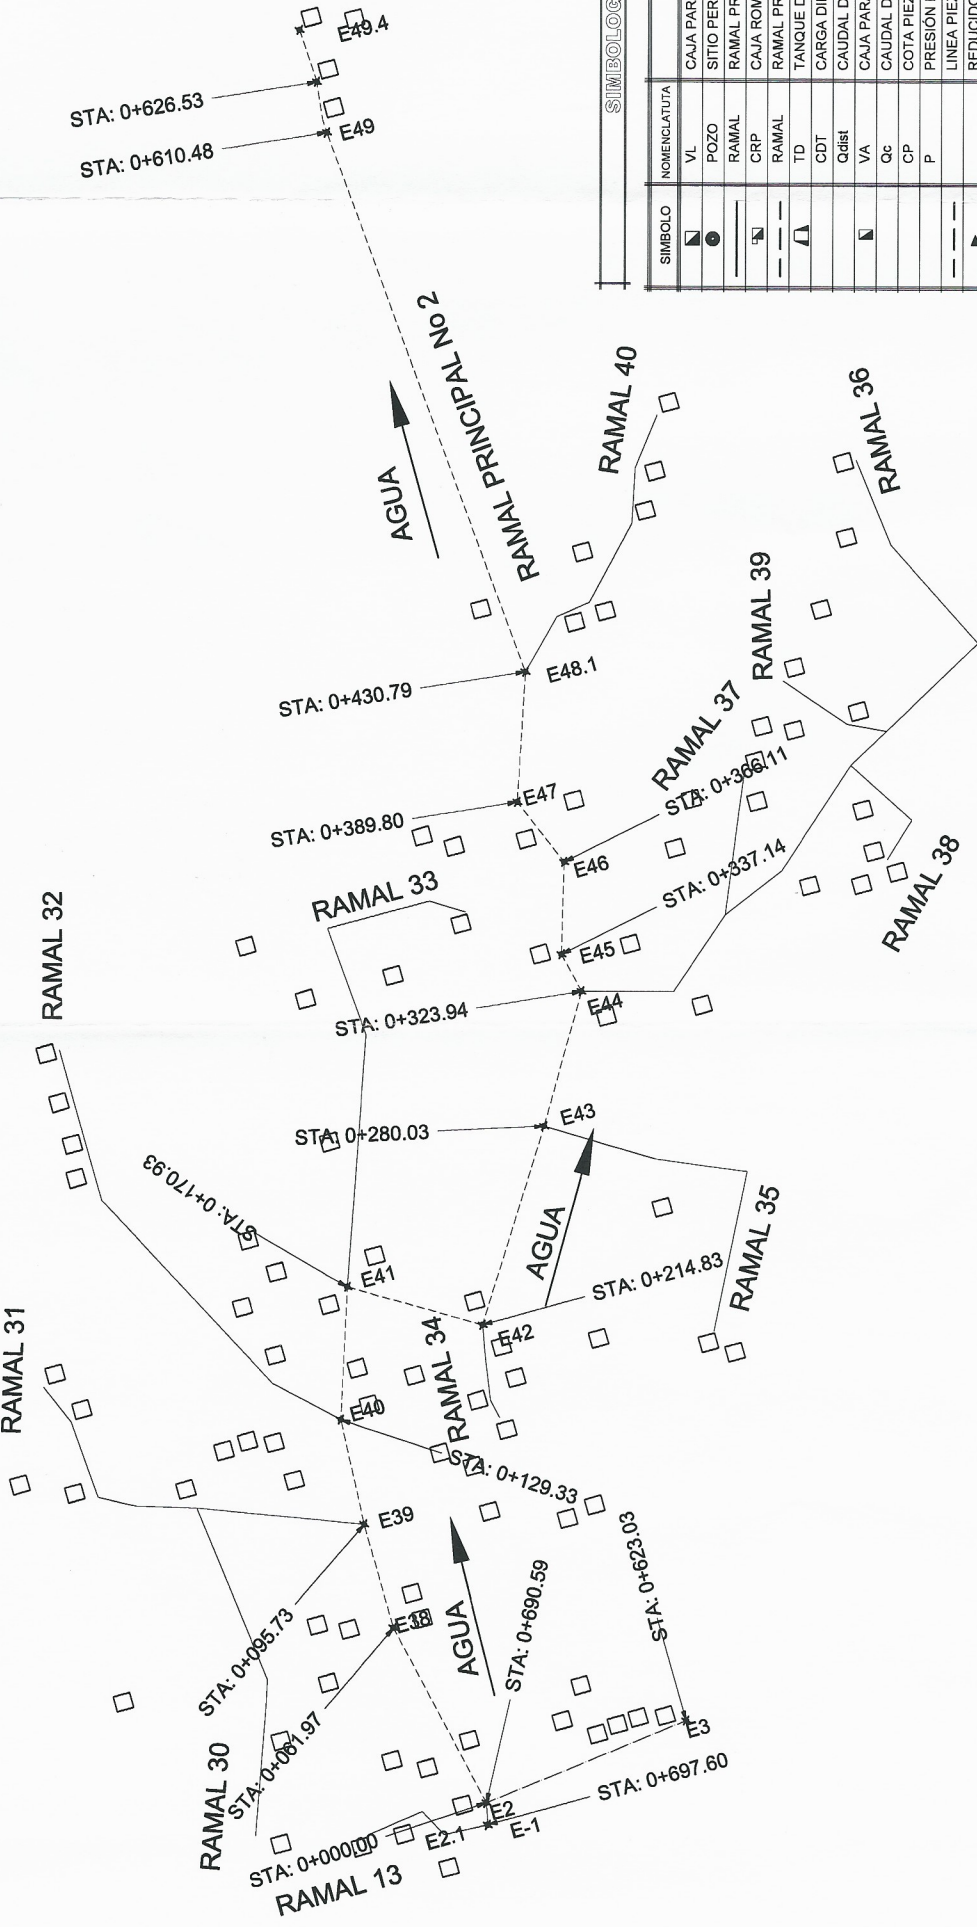 E49.4
STA: 0+626.53
E49
STA: 0+610.48
SIMBOLOG
SIMBOLO
NOMENCLATUTA
VL
CAJA PAR
POZO
SITIO PER
RAMAL
RAMAL PR
CRP
CAJA ROM
RAMAL
RAMAL PR
TD
TANQUE D
CDT
CARGA DI
Qdist
CAUDAL D
VA
CAJA PARA
Qc
CAUDAL D
CP
COTA PIEZ
P
PRESIÓN
LINEA PIEZ
REDUCIDO
RAMAL PRINCIPAL No 2
AGUA
RAMAL 40
RAMAL 36
RAMAL 39
STA: 0+430.79
E48.1
RAMAL 37
STA: 0+366.11
STA: 0+389.80
E47
E46
STA: 0+337.14
RAMAL 38
RAMAL 33
RAMAL 32
E45
STA: 0+323.94
E44
STA: 0+280.03
E43
STA: 0+170.93
AGUA
RAMAL 35
E41
STA: 0+214.83
E42
RAMAL 31
RAMAL 34
E40
STA: 0+129.33
E39
STA: 0+623.03
STA: 0+690.59
E38
AGUA
STA: 0+095.73
STA: 0+061.97
E3
RAMAL 30
STA: 0+697.60
E2
E-1
E2.1
STA: 0+000.00
RAMAL 13